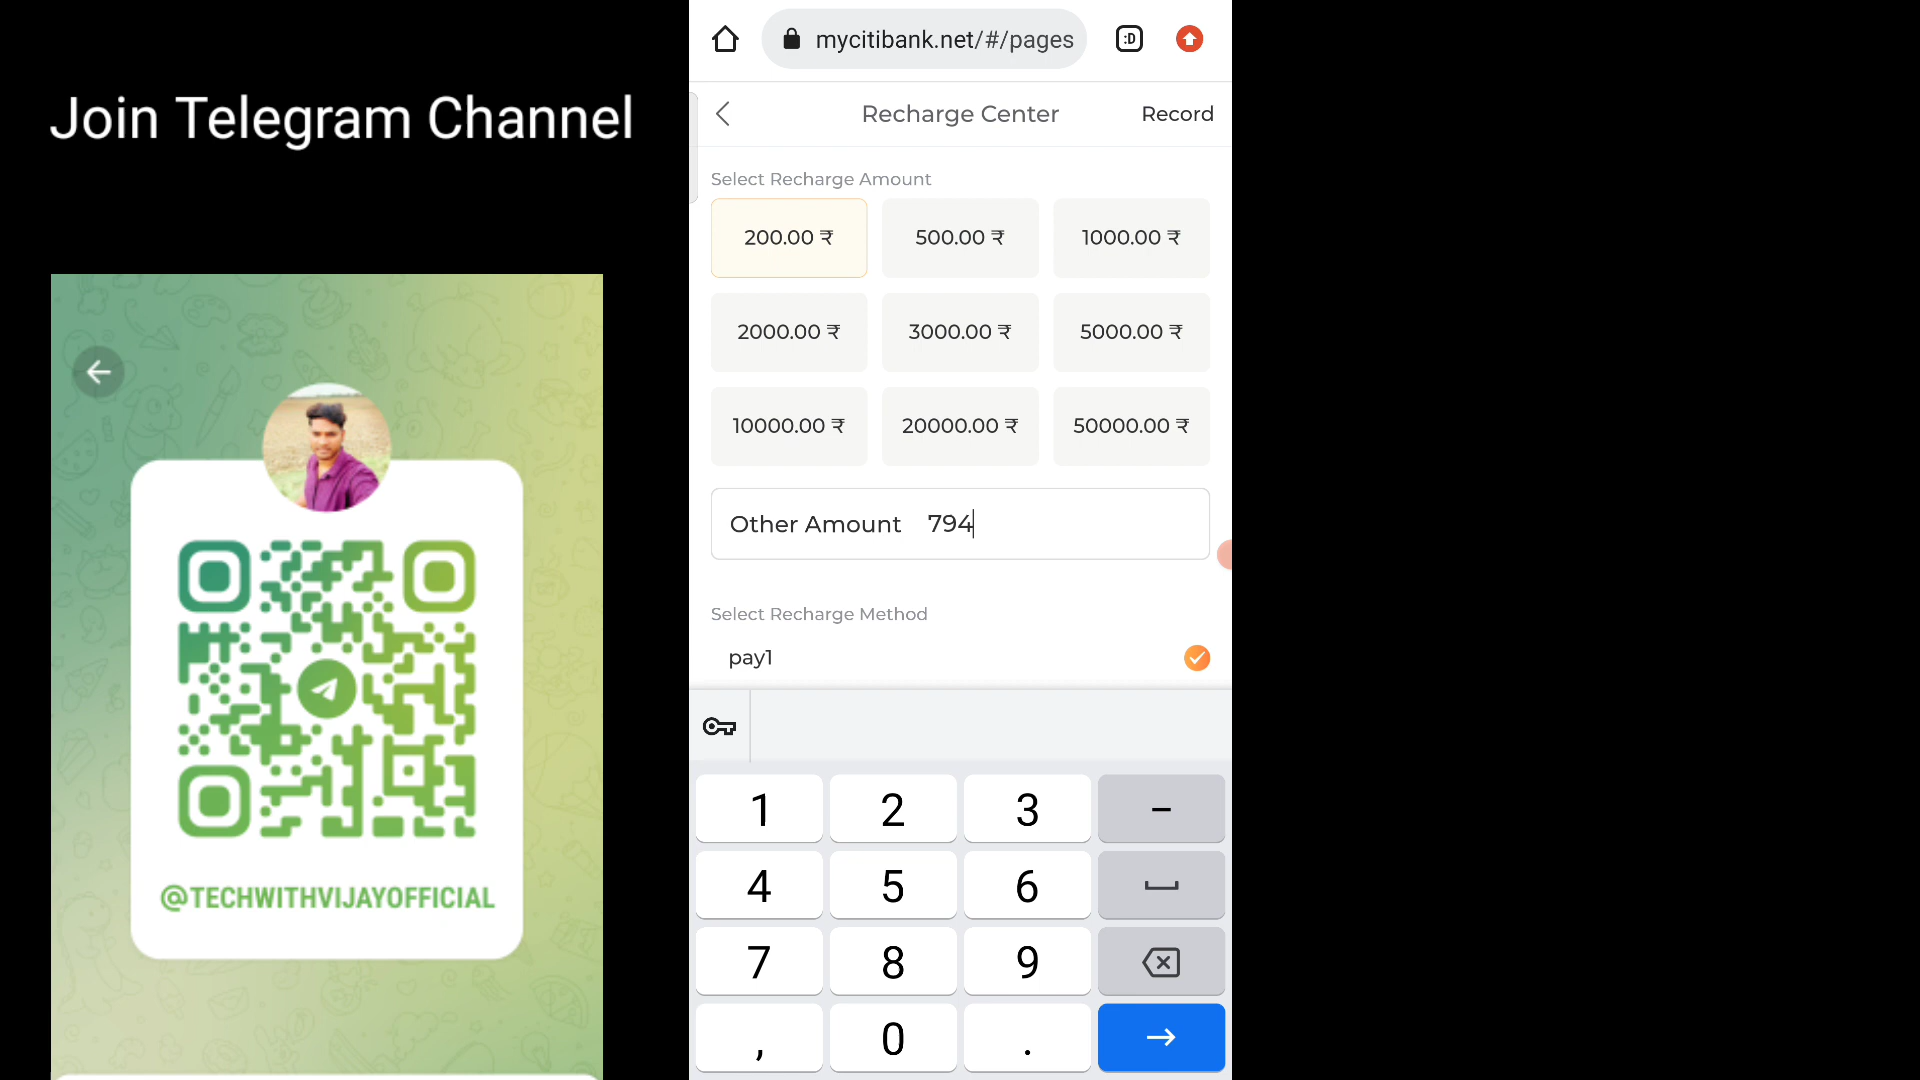 Join Telegram Channel
@TECHWITHVIJAYOFFICIAL
mycitibank.net/#/pages
:D
Recharge Center
Record
Select Recharge Amount
200.00 ₹
500.00 ₹
1000.00 ₹
2000.00 ₹
3000.00 ₹
5000.00 ₹
10000.00 ₹
20000.00 ₹
50000.00 ₹
Other Amount 794
Select Recharge Method
pay1
1 2 3 –
4 5 6
7 8 9
, 0 .